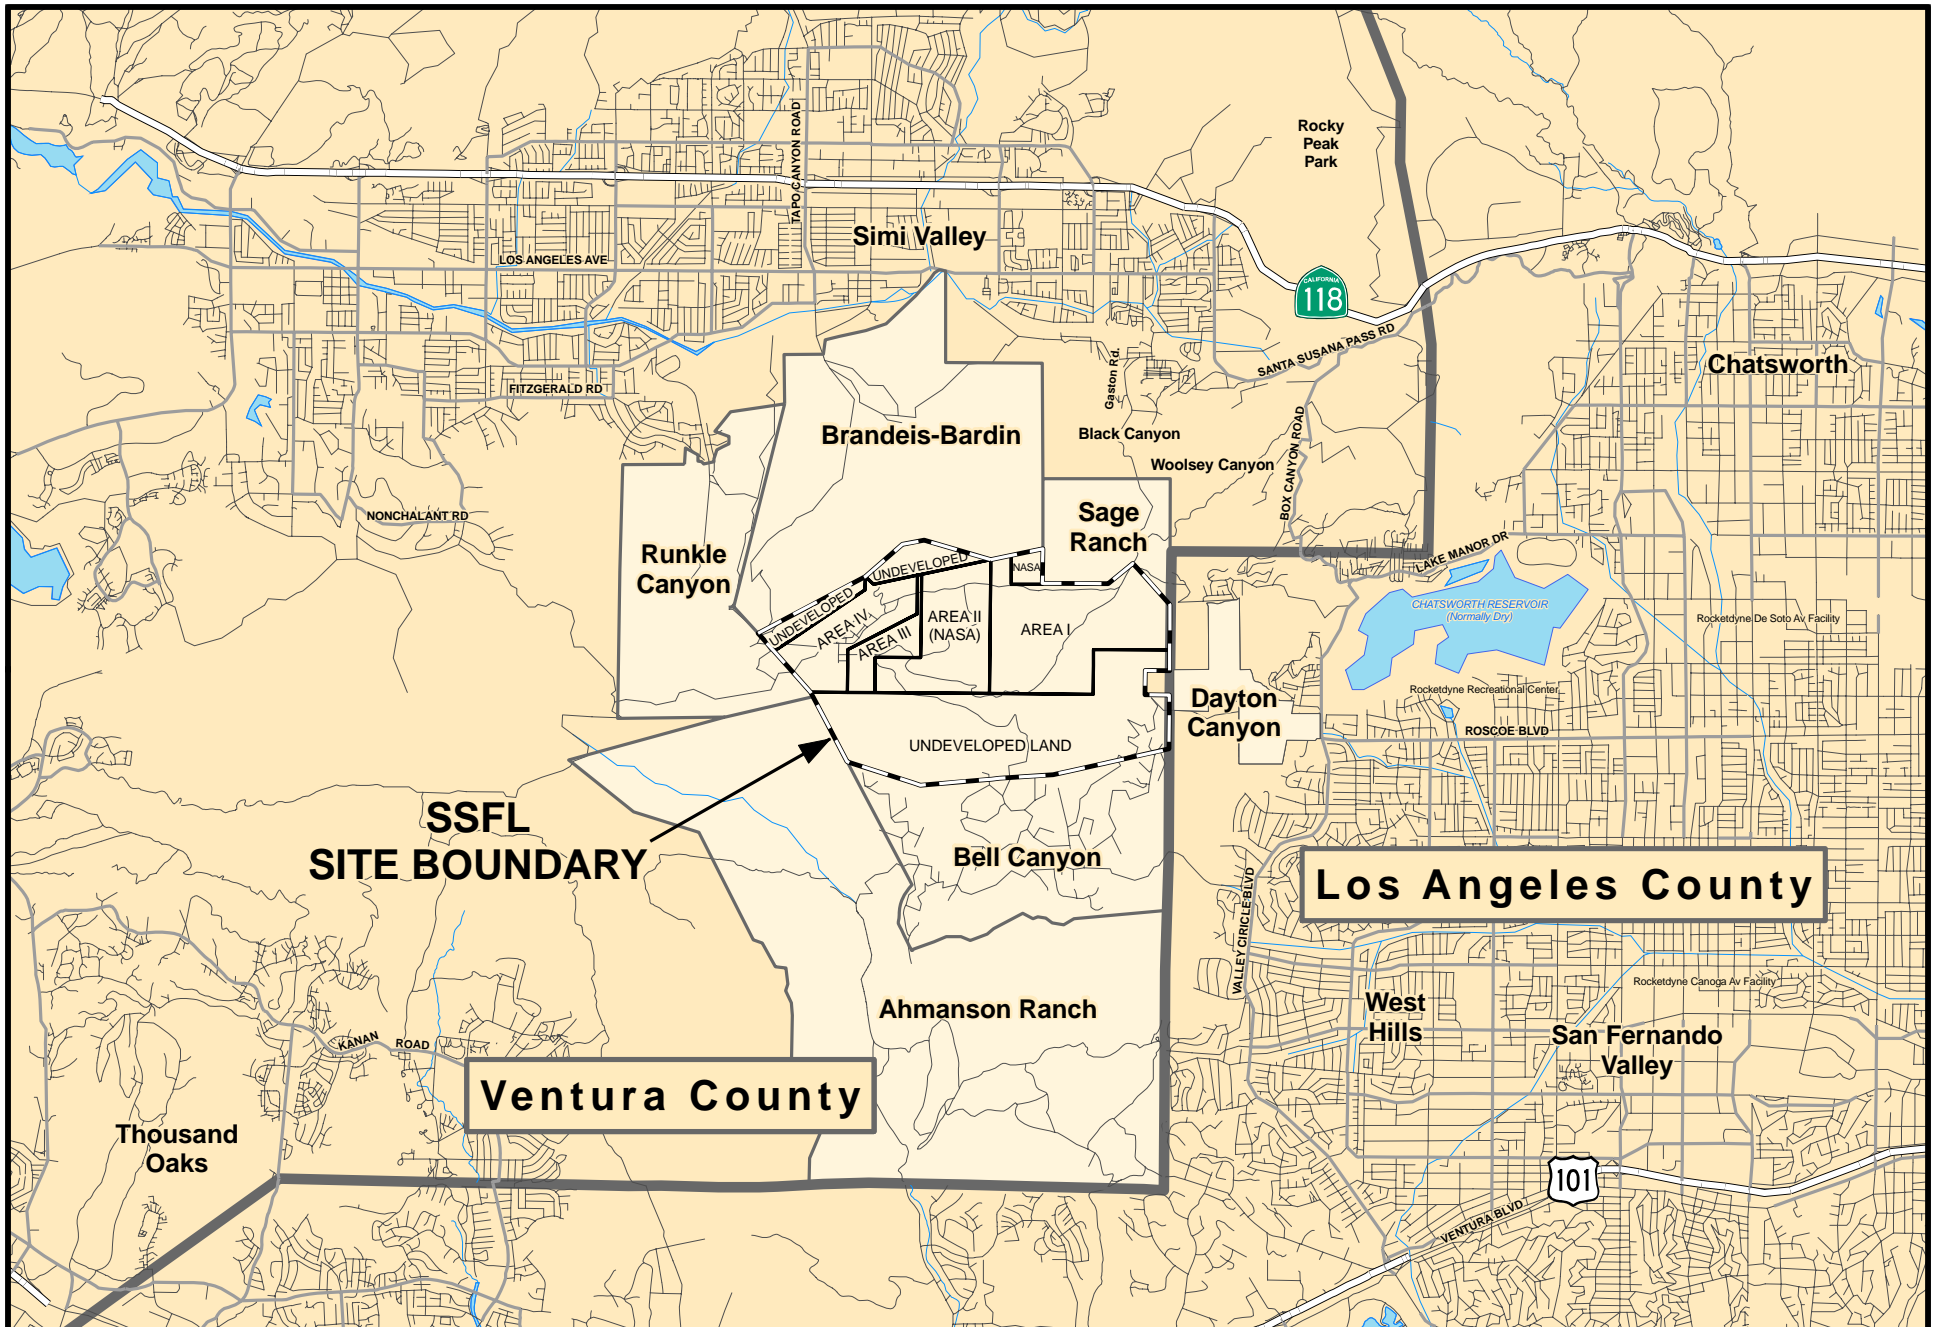 TAPO CANYON ROAD
Rocky
Peak
Park
Simi Valley
LOS ANGELES AVE
CALIFORNIA
118
SANTA SUSANA PASS RD
Chatsworth
FITZGERALD RD
Gaston Rd.
Brandeis-Bardin
Black Canyon
Woolsey Canyon
BOX CANYON ROAD
NONCHALANT RD
Sage
Ranch
Runkle
Canyon
LAKE MANOR DR
UNDEVELOPED
NASA
UNDEVELOPED
AREA IV
AREA III
AREA II
(NASA)
AREA I
CHATSWORTH RESERVOIR
(Normally Dry)
Rocketdyne De Soto Av Facility
Rocketdyne Recreational Center
Dayton
Canyon
ROSCOE BLVD
UNDEVELOPED LAND
SSFL
SITE BOUNDARY
Bell Canyon
Los Angeles County
VALLEY CIRICLE BLVD
Rocketdyne Canoga Av Facility
West
Hills
Ahmanson Ranch
San Fernando
Valley
KANAN ROAD
Ventura County
Thousand
Oaks
101
VENTURA BLVD